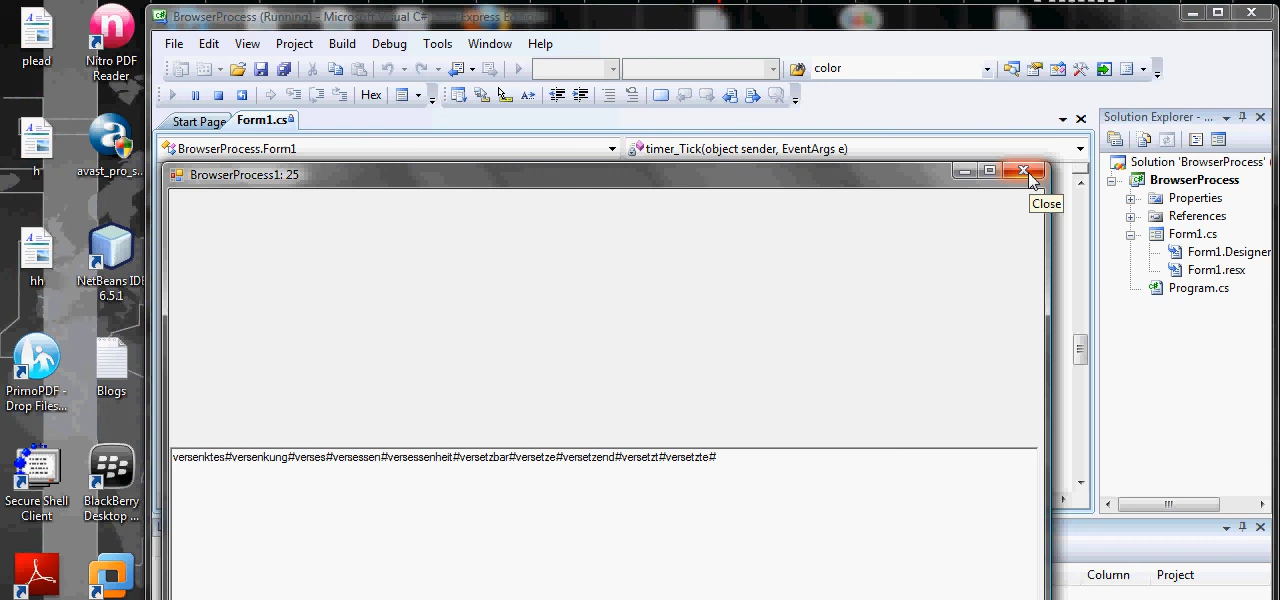 BrowserProcess (Running) - Microsoft Visual C# Express Edition
File Edit View Project Build Debug Tools Window Help
color
Hex
Start Page Form1.cs
BrowserProcess.Form1 timer_Tick(object sender, EventArgs e)
BrowserProcess1: 25
Close
versenktes#versenkung#verses#versessen#versessenheit#versetzbar#versetze#versetzend#versetzt#versetzte#
Solution Explorer - ...
Solution 'BrowserProcess' (
BrowserProcess
Properties
References
Form1.cs
Form1.Designer
Form1.resx
Program.cs
Column Project
plead
Nitro PDF
Reader
h
avast_pro_s...
hh
NetBeans IDE
6.5.1
PrimoPDF -
Drop Files...
Blogs
Secure Shell
Client
BlackBerry
Desktop ...